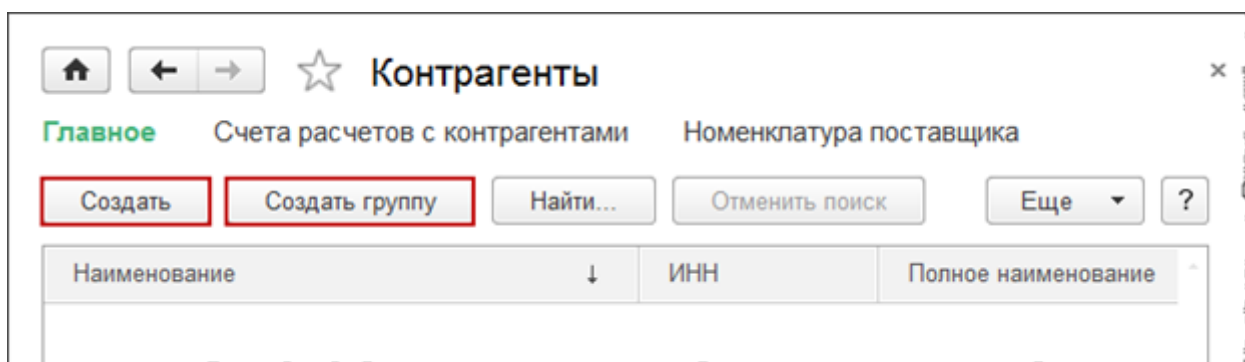 Контрагенты
Главное Счета расчетов с контрагентами Номенклатура поставщика
Создать Создать группу Найти... Отменить поиск Еще ?
Наименование ↓ ИНН Полное наименование